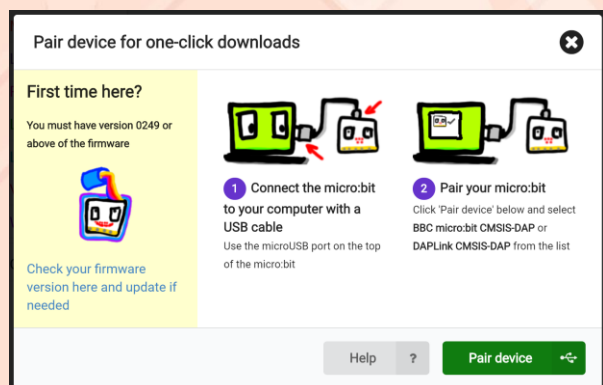 Pair device for one-click downloads
First time here?
You must have version 0249 or
above of the firmware
Check your firmware
version here and update if
needed
1 Connect the micro:bit
to your computer with a
USB cable
Use the microUSB port on the top
of the micro:bit
2 Pair your micro:bit
Click 'Pair device' below and select
BBC micro:bit CMSIS-DAP or
DAPLink CMSIS-DAP from the list
Help ?
Pair device